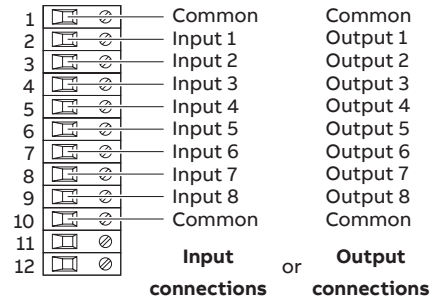 1 Common Common
2 Input 1 Output 1
3 Input 2 Output 2
4 Input 3 Output 3
5 Input 4 Output 4
6 Input 5 Output 5
7 Input 6 Output 6
8 Input 7 Output 7
9 Input 8 Output 8
10 Common Common
11
12
Input or Output
connections connections